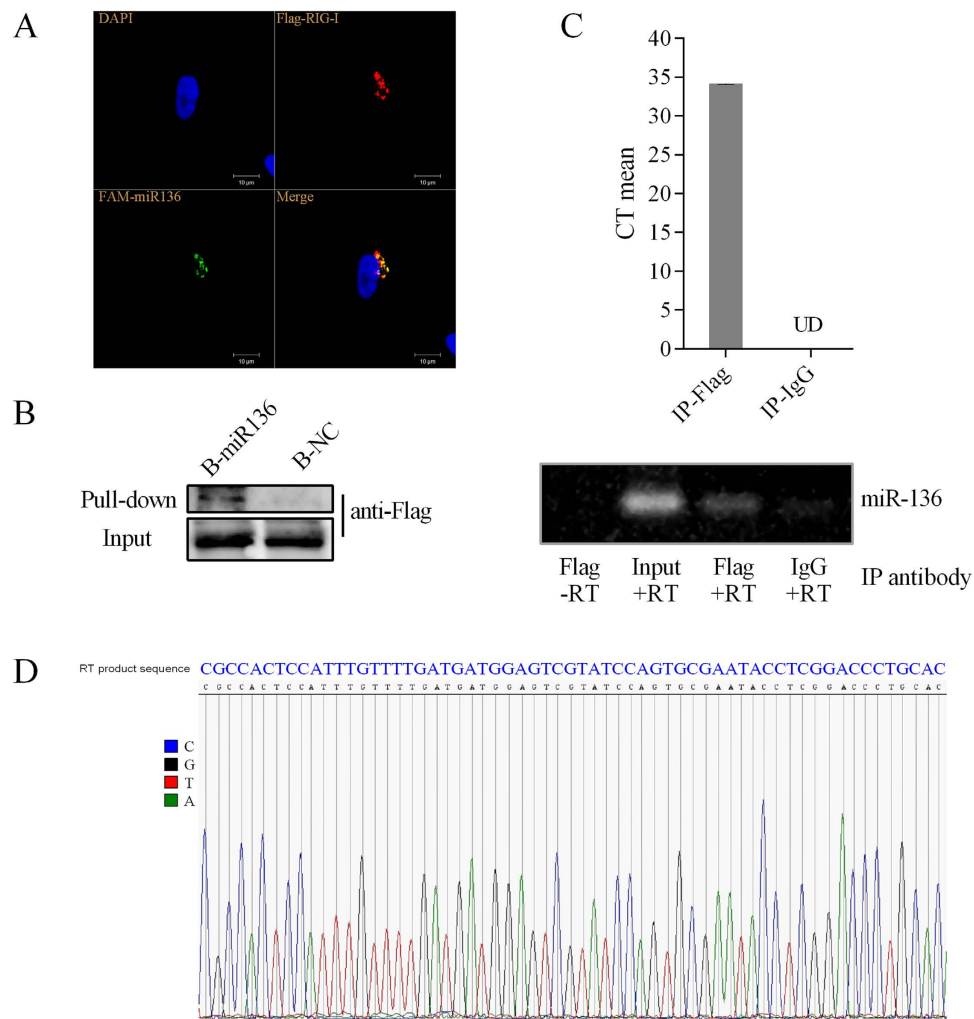 A
DAPI
Flag-RIG-I
10 µm
10 µm
FAM-miR136
Merge
10 µm
10 µm
B
B-miR136
B-NC
Pull-down
Input
anti-Flag
C
CT mean
40
35
30
25
20
15
10
5
0
UD
IP-Flag
IP-IgG
miR-136
Flag Input Flag IgG
-RT +RT +RT +RT
IP antibody
D
RT product sequence CGCCACTCCATTTGTTTTGATGATGGAGTCGTATCCAGTGCGAATACCTCGGACCCTGCAC
C G C C A C T C C A T T T G T T T T G A T G A T G G A G T C G T A T C C A G T G C G A A T A C C T C G G A C C C T G C A C
C
G
T
A